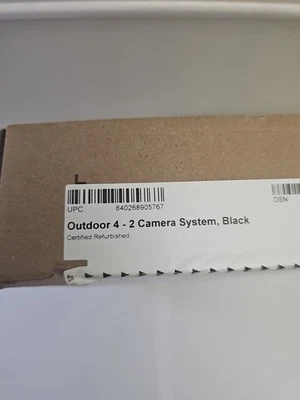 UPC 840268905767
DSN:
Outdoor 4 - 2 Camera System, Black
Certified Refurbished